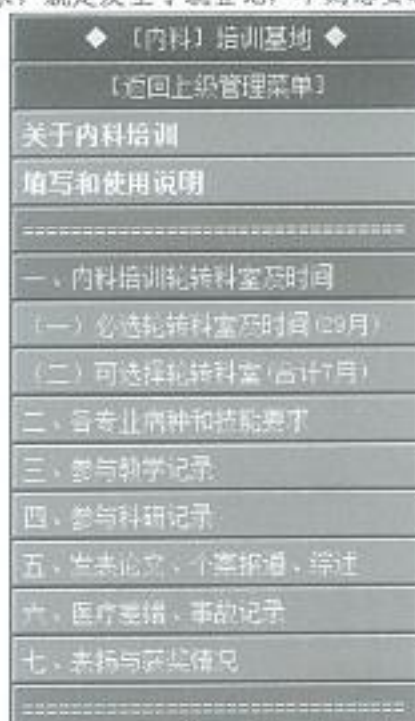 ◆ 〔内科〕培训基地 ◆
〔返回上级管理菜单〕
关于内科培训
填写和使用说明
================================
一、内科培训轮转科室及时间
（一）必选轮转科室及时间(29月)
（二）可选择轮转科室(合计7月)
二、各专业病种和技能要求
三、参与教学记录
四、参与科研记录
五、发表论文、个案报道、综述
六、医疗差错、事故记录
七、表扬与获奖情况
================================